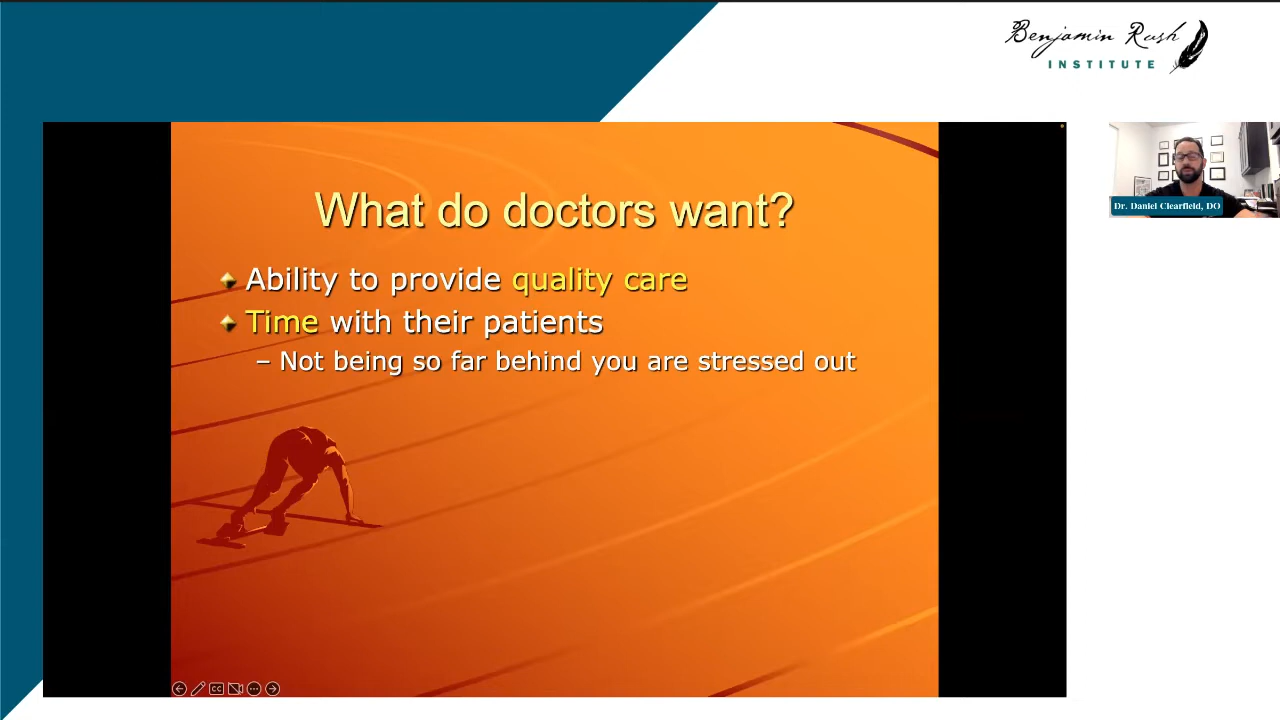 Benjamin Rush
INSTITUTE
What do doctors want?
Ability to provide quality care
Time with their patients
– Not being so far behind you are stressed out
Dr. Daniel Clearfield, DO
CC